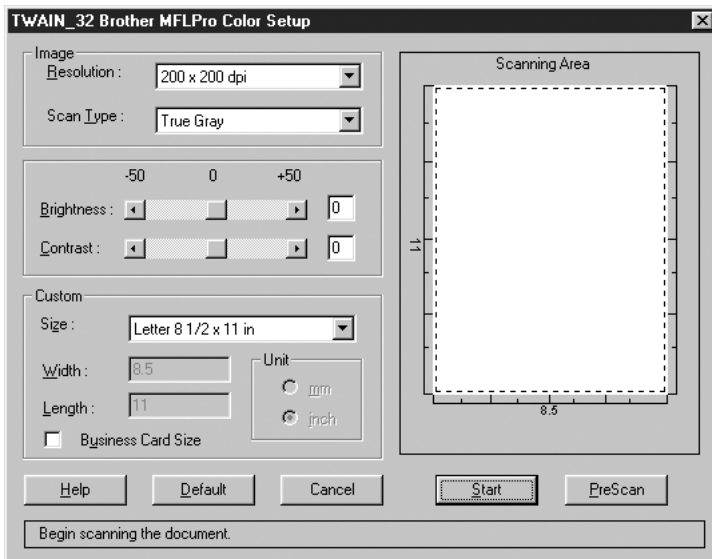 TWAIN_32 Brother MFLPro Color Setup
Image
Resolution : 200 x 200 dpi
Scan Type : True Gray
-50 0 +50
Brightness : 0
Contrast : 0
Custom
Size : Letter 8 1/2 x 11 in
Width : 8.5
Length : 11
Unit
mm
inch
Business Card Size
Scanning Area
11
8.5
Help Default Cancel Start PreScan
Begin scanning the document.